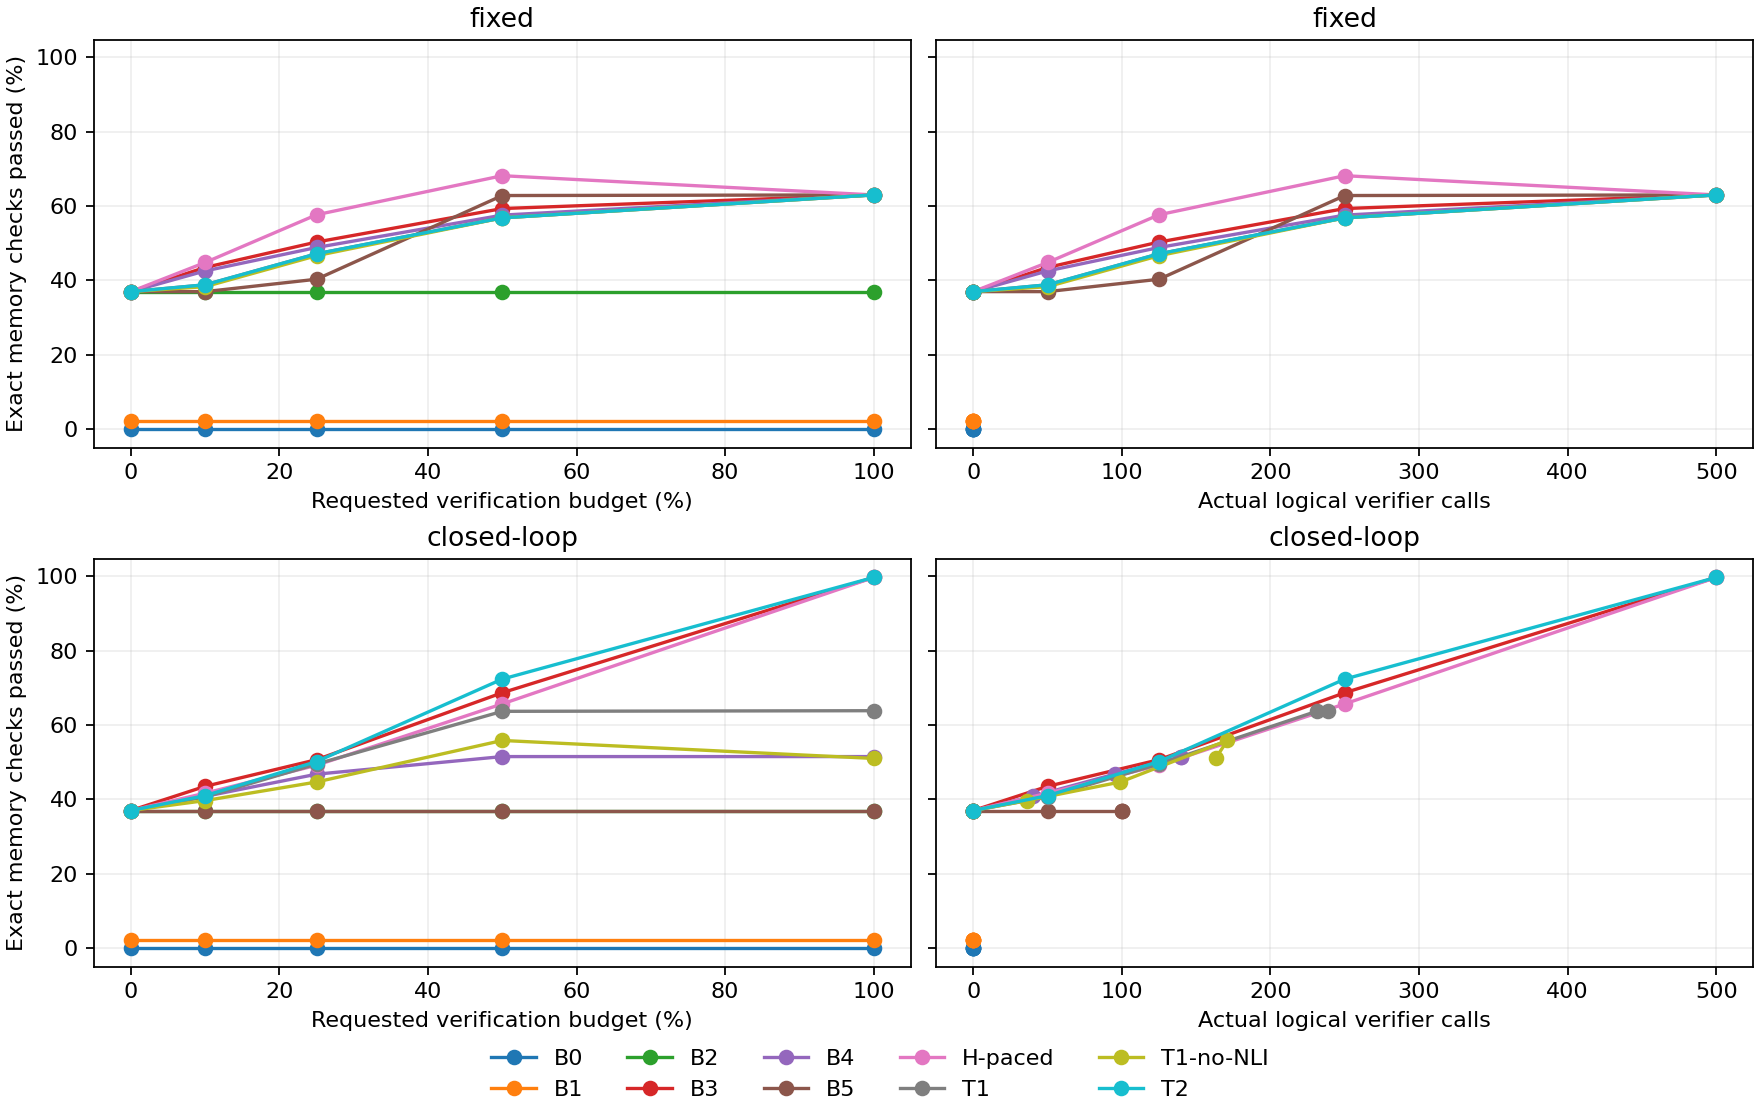 fixed
fixed
Exact memory checks passed (%)
100
80
60
40
20
0
0 20 40 60 80 100
0 100 200 300 400 500
Requested verification budget (%)
Actual logical verifier calls
closed-loop
closed-loop
Exact memory checks passed (%)
100
80
60
40
20
0
0 20 40 60 80 100
0 100 200 300 400 500
Requested verification budget (%)
Actual logical verifier calls
B0 B2 B4 H-paced T1-no-NLI
B1 B3 B5 T1 T2